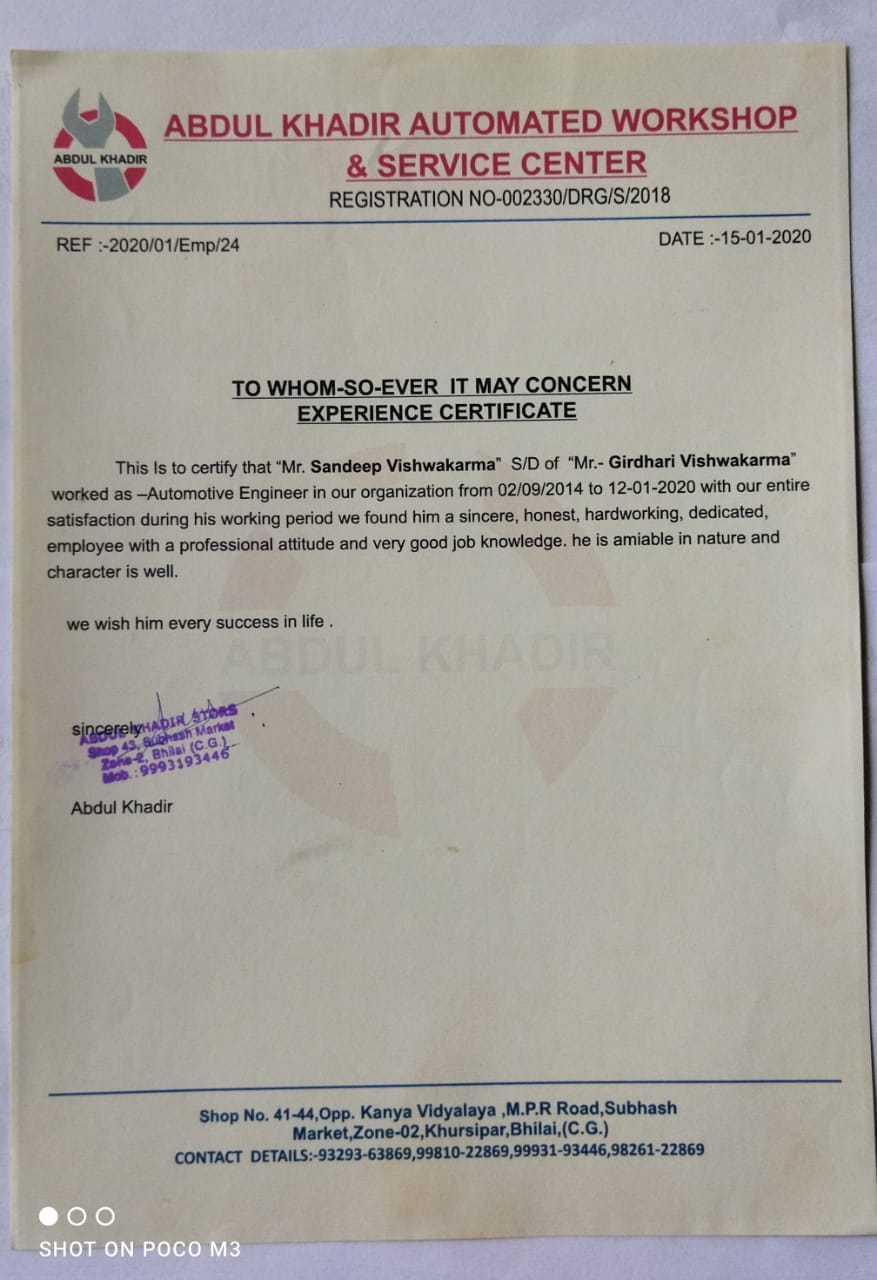 ABDUL KHADIR
ABDUL KHADIR AUTOMATED WORKSHOP
& SERVICE CENTER
REGISTRATION NO-002330/DRG/S/2018
REF :-2020/01/Emp/24
DATE :-15-01-2020
TO WHOM-SO-EVER IT MAY CONCERN
EXPERIENCE CERTIFICATE
This Is to certify that “Mr. Sandeep Vishwakarma” S/D of “Mr.- Girdhari Vishwakarma”
worked as –Automotive Engineer in our organization from 02/09/2014 to 12-01-2020 with our entire
satisfaction during his working period we found him a sincere, honest, hardworking, dedicated,
employee with a professional attitude and very good job knowledge. he is amiable in nature and
character is well.
we wish him every success in life .
ABDUL KHADIR
sincerely
ABDUL KHADIR STORS
Shop 43, Subhash Market
Zone-2, Bhilai (C.G.)
Mob.:9993193446
Abdul Khadir
Shop No. 41-44,Opp. Kanya Vidyalaya ,M.P.R Road,Subhash
Market,Zone-02,Khursipar,Bhilai,(C.G.)
CONTACT DETAILS:-93293-63869,99810-22869,99931-93446,98261-22869
SHOT ON POCO M3